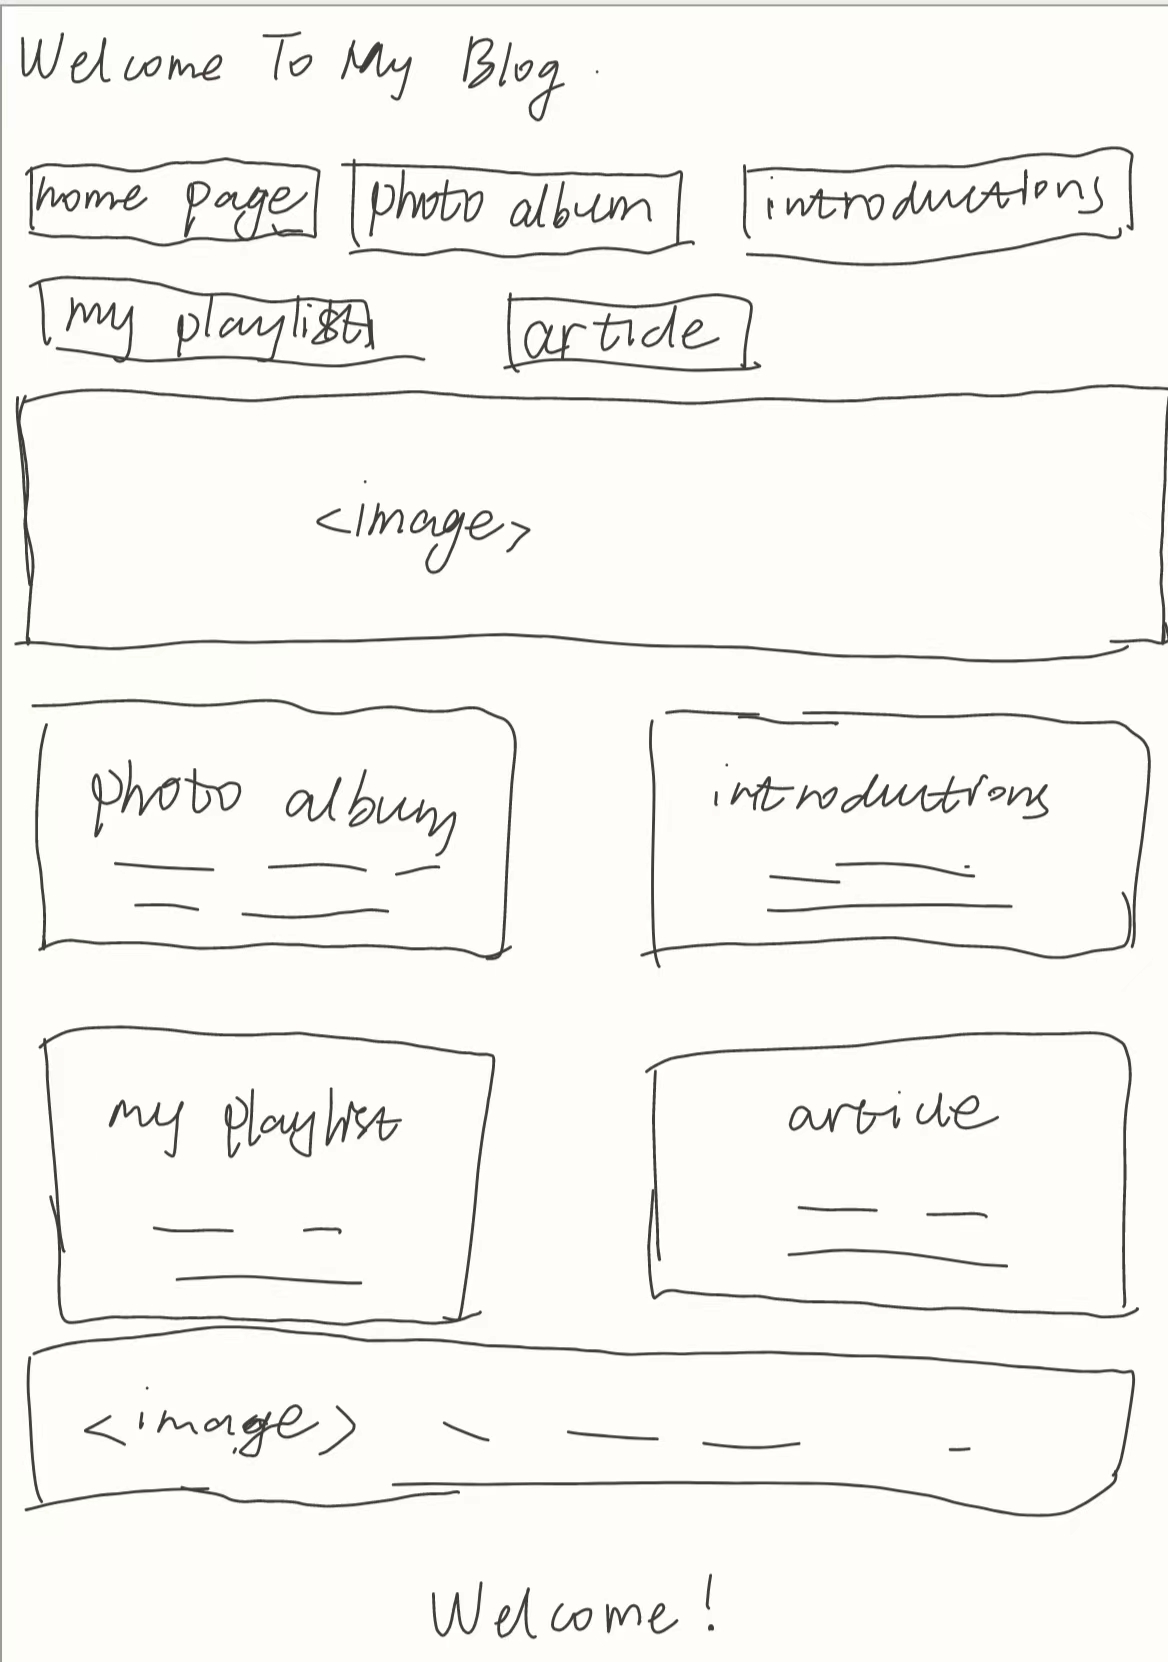 Welcome To My Blog.
home page photo album introductions
my playlist article
<image>
photo album introductions
my playlist article
<image>
Welcome!